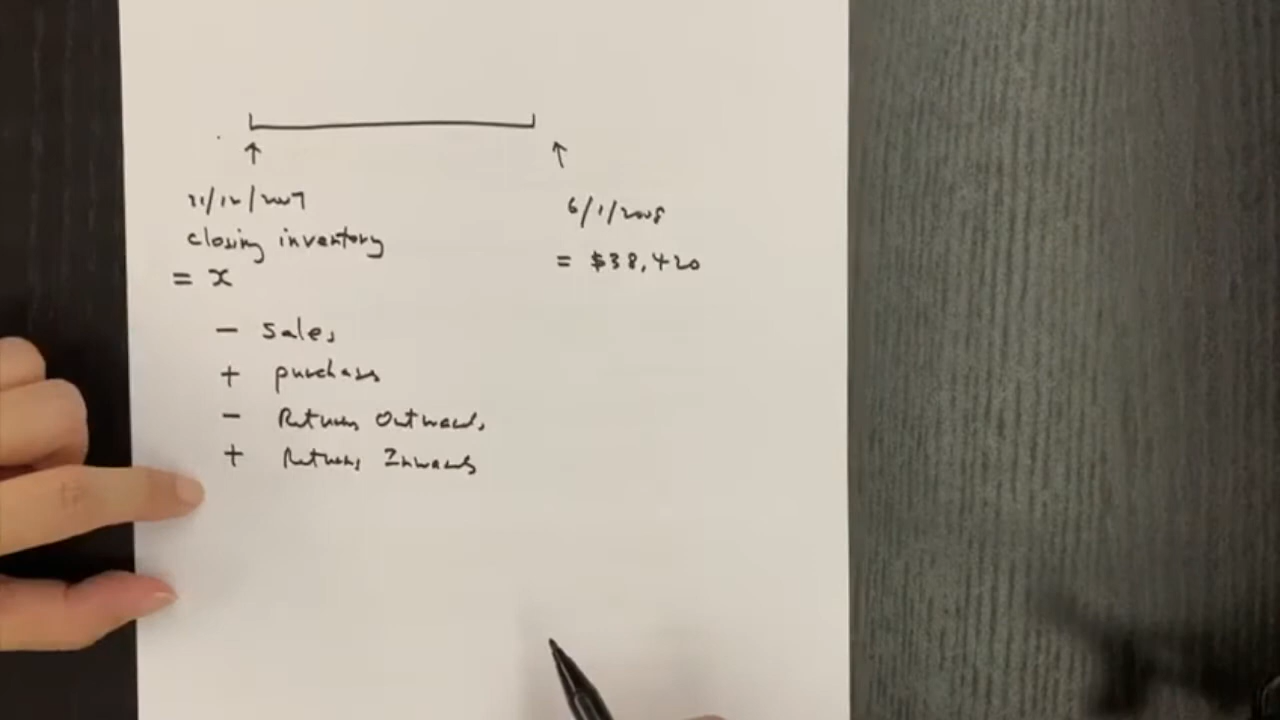 31/12/2007
closing inventory
= x
6/1/2008
= $38,420
- Sales
+ purchases
- Returns Outwards
+ Returns Inwards